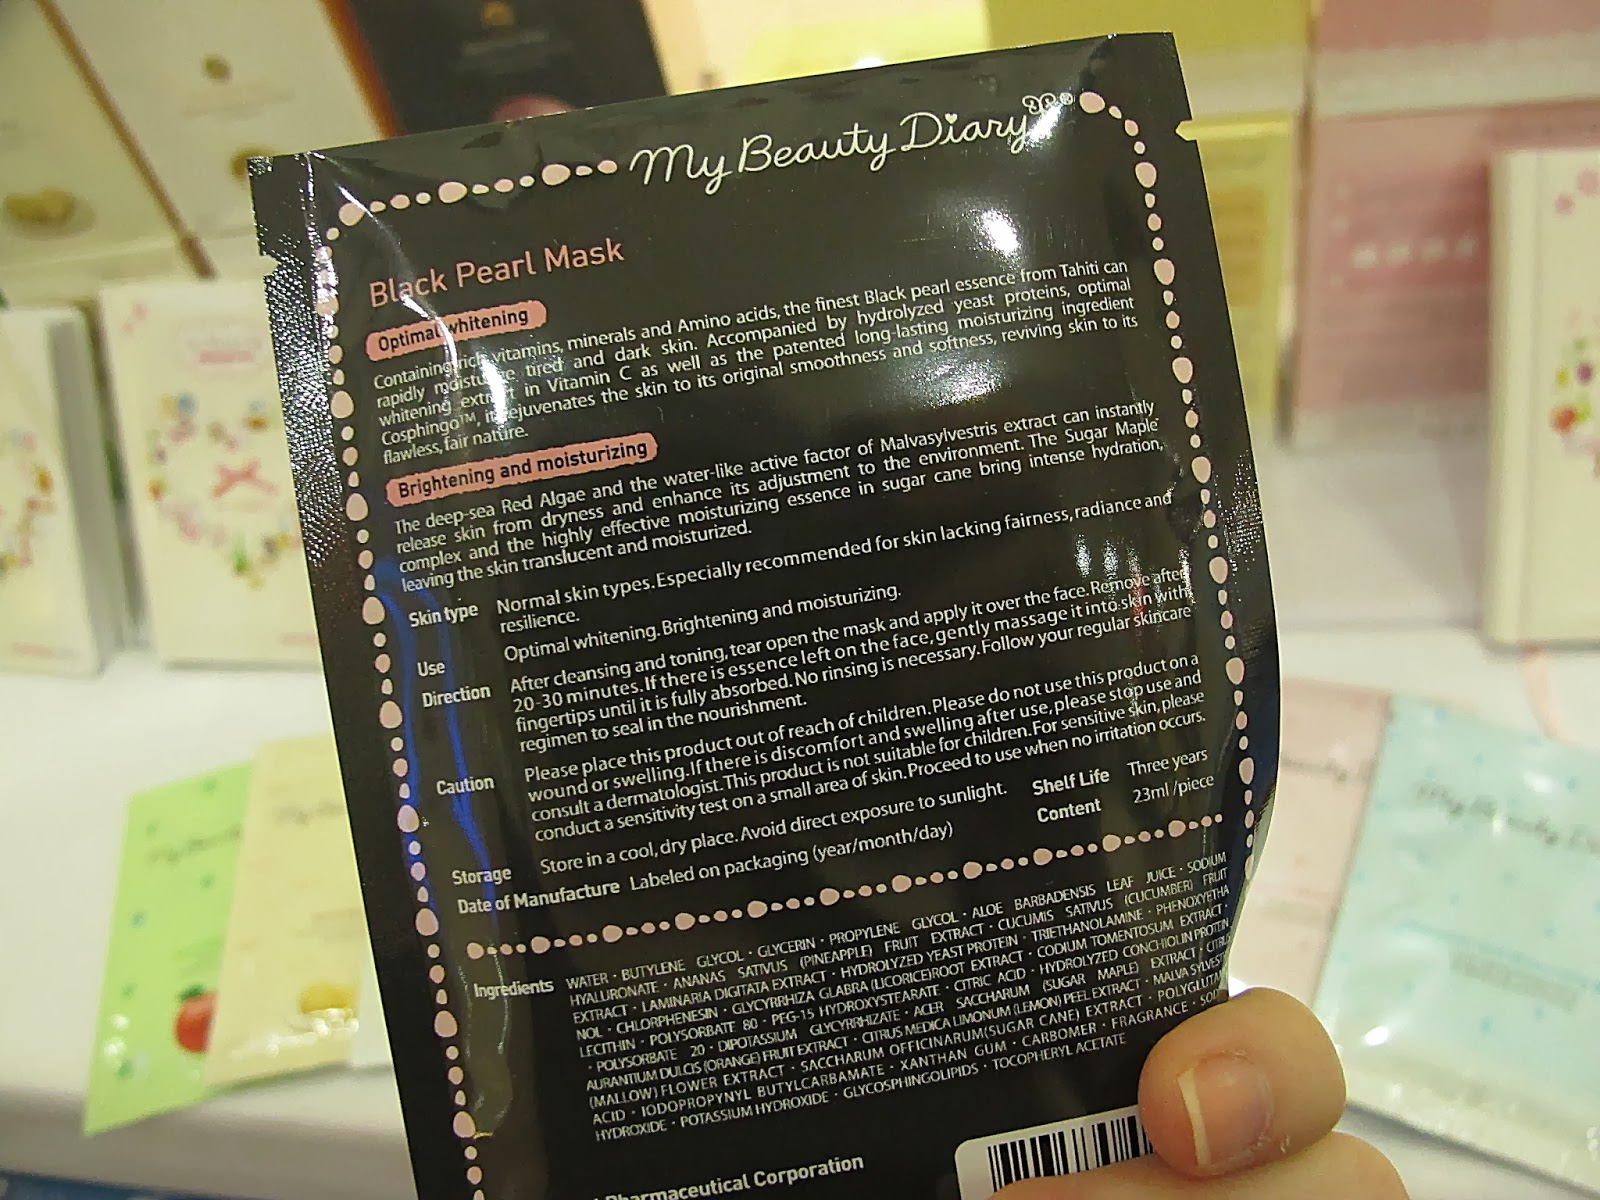 My Beauty Diary®
Black Pearl Mask
Optimal whitening
Containing rich vitamins, minerals and Amino acids, the finest Black pearl essence from Tahiti can
rapidly moisturize tired and dark skin. Accompanied by hydrolyzed yeast proteins, optimal
whitening extract in Vitamin C as well as the patented long-lasting moisturizing ingredient
Cosphingo™, it rejuvenates the skin to its original smoothness and softness, reviving skin to its
flawless, fair nature.
Brightening and moisturizing
The deep-sea Red Algae and the water-like active factor of Malvasylvestris extract can instantly
release skin from dryness and enhance its adjustment to the environment. The Sugar Maple
complex and the highly effective moisturizing essence in sugar cane bring intense hydration,
leaving the skin translucent and moisturized.
Skin type Normal skin types. Especially recommended for skin lacking fairness, radiance and
resilience.
Use Optimal whitening. Brightening and moisturizing.
Direction After cleansing and toning, tear open the mask and apply it over the face. Remove after
20-30 minutes. If there is essence left on the face, gently massage it into skin with
fingertips until it is fully absorbed. No rinsing is necessary. Follow your regular skincare
regimen to seal in the nourishment.
Caution Please place this product out of reach of children. Please do not use this product on a
wound or swelling. If there is discomfort and swelling after use, please stop use and
consult a dermatologist. This product is not suitable for children. For sensitive skin, please
conduct a sensitivity test on a small area of skin. Proceed to use when no irritation occurs.
Storage Store in a cool, dry place. Avoid direct exposure to sunlight. Shelf Life Three years
Date of Manufacture Labeled on packaging (year/month/day) Content 23ml /piece
Ingredients WATER · BUTYLENE GLYCOL · GLYCERIN · PROPYLENE GLYCOL · ALOE BARBADENSIS LEAF JUICE · SODIUM
HYALURONATE · ANANAS SATIVUS (PINEAPPLE) FRUIT EXTRACT · CUCUMIS SATIVUS (CUCUMBER) FRUIT
EXTRACT · LAMINARIA DIGITATA EXTRACT · HYDROLYZED YEAST PROTEIN · TRIETHANOLAMINE · PHENOXYETHA
NOL · CHLORPHENESIN · GLYCYRRHIZA GLABRA (LICORICE)ROOT EXTRACT · CODIUM TOMENTOSUM EXTRACT ·
LECITHIN · POLYSORBATE 80 · PEG-15 HYDROXYSTEARATE · CITRIC ACID · HYDROLYZED CONCHIOLIN PROTEIN
· POLYSORBATE 20 · DIPOTASSIUM GLYCYRRHIZATE · ACER SACCHARUM (SUGAR MAPLE) EXTRACT ·
AURANTIUM DULCIS (ORANGE) FRUIT EXTRACT · CITRUS MEDICA LIMONUM (LEMON) PEEL EXTRACT · MALVA
(MALLOW) FLOWER EXTRACT · SACCHARUM OFFICINARUM(SUGAR CANE) EXTRACT ·
ACID · IODOPROPYNYL BUTYLCARBAMATE · XANTHAN GUM · CARBOMER · FRAGRANCE ·
HYDROXIDE · POTASSIUM HYDROXIDE · GLYCOSPHINGOLIPIDS · TOCOPHERYL ACETATE
Pharmaceutical Corporation